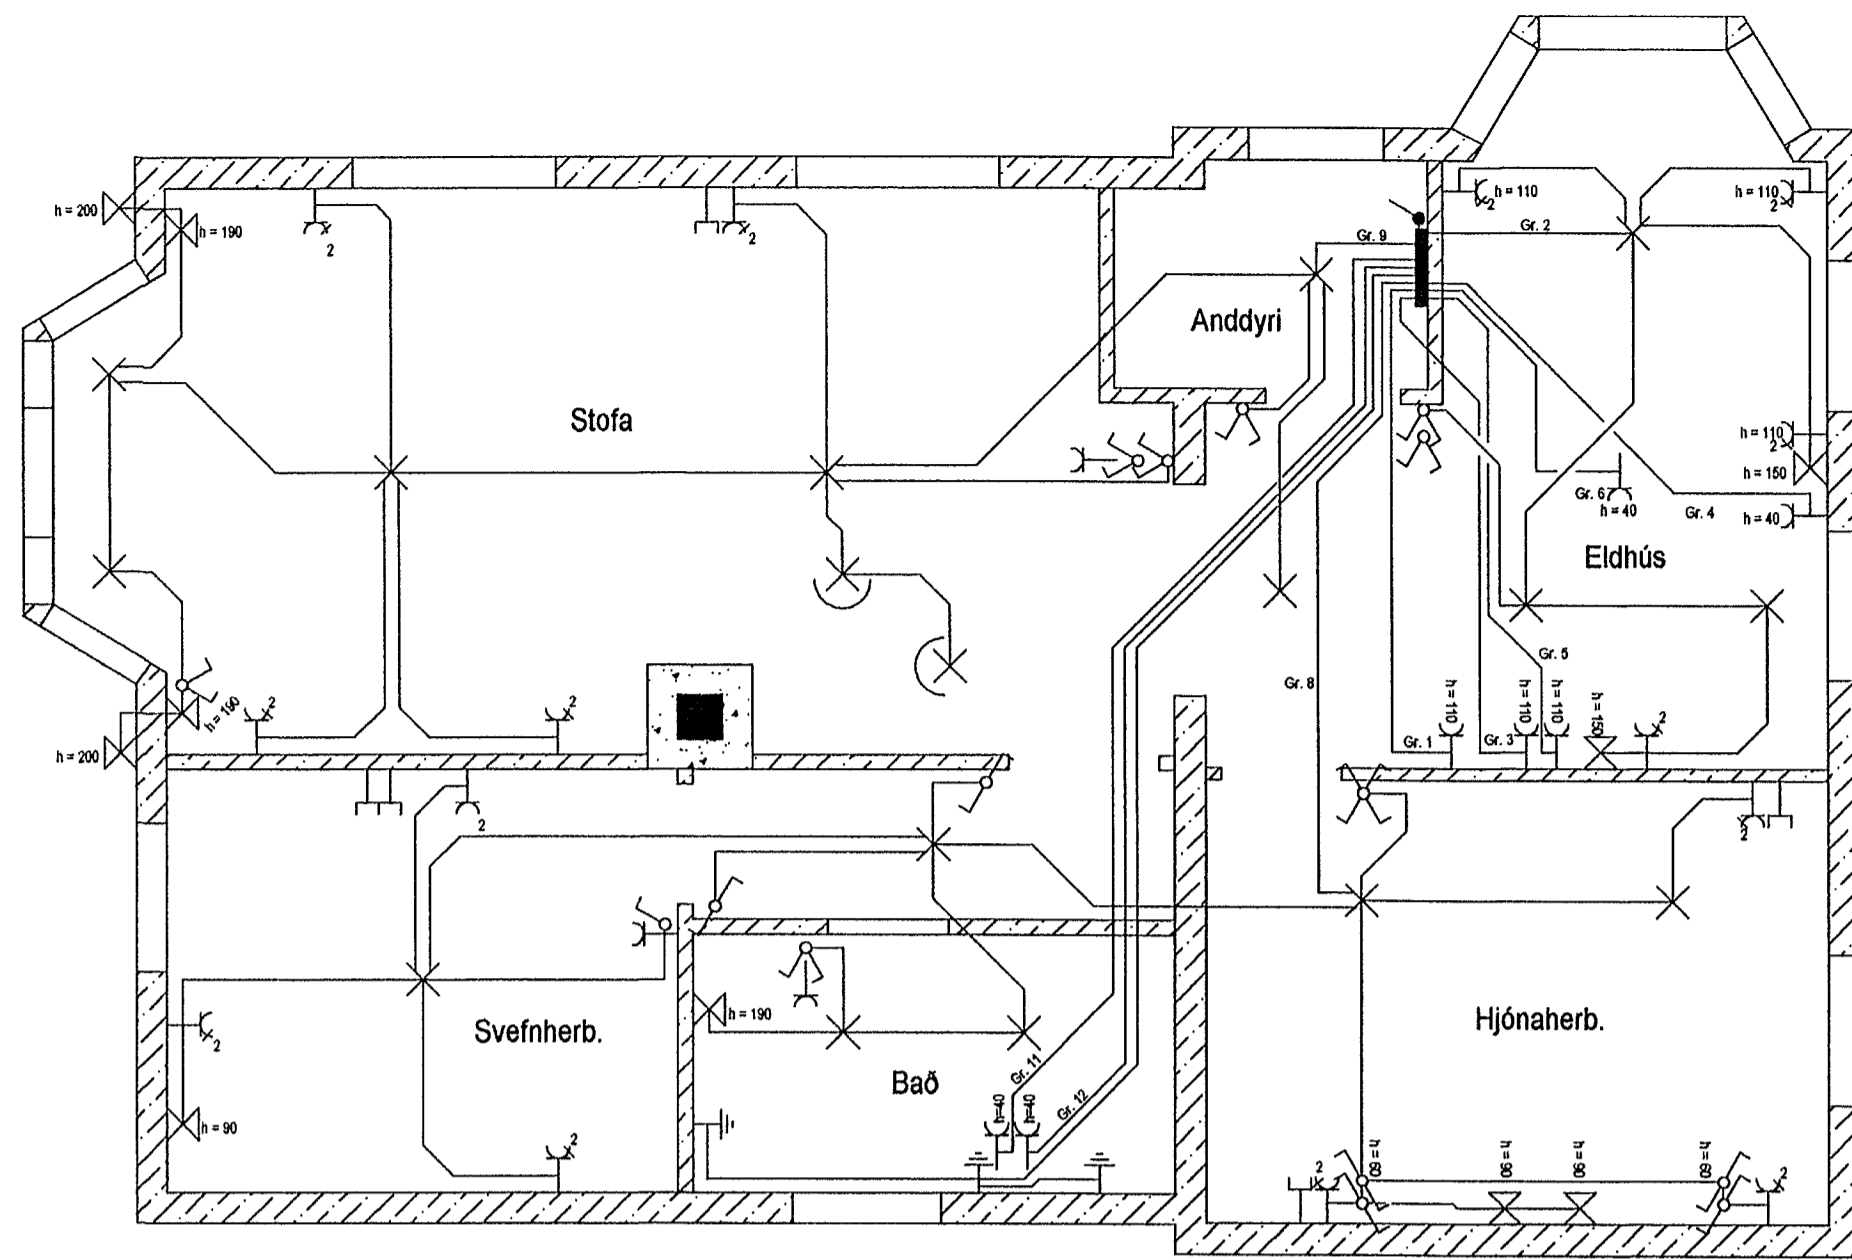 h = 200
h = 190
2
2
h = 110
2
h = 110
2
Gr. 9
Gr. 2
Anddyri
Stofa
h = 110
2
h = 150
Gr. 6
h = 40
Gr. 4
h = 40
Eldhús
Gr. 5
Gr. 8
h = 190
2
2
h = 200
h = 110
h = 110
h = 110
h = 150
2
Gr. 1
Gr. 3
2
2
h = 190
Svefnherb.
2
Bað
Hjónaherb.
Gr. 11
Gr. 12
h=40
h=40
h = 90
2
2
h = 60
h = 90
h = 90
h = 60
2